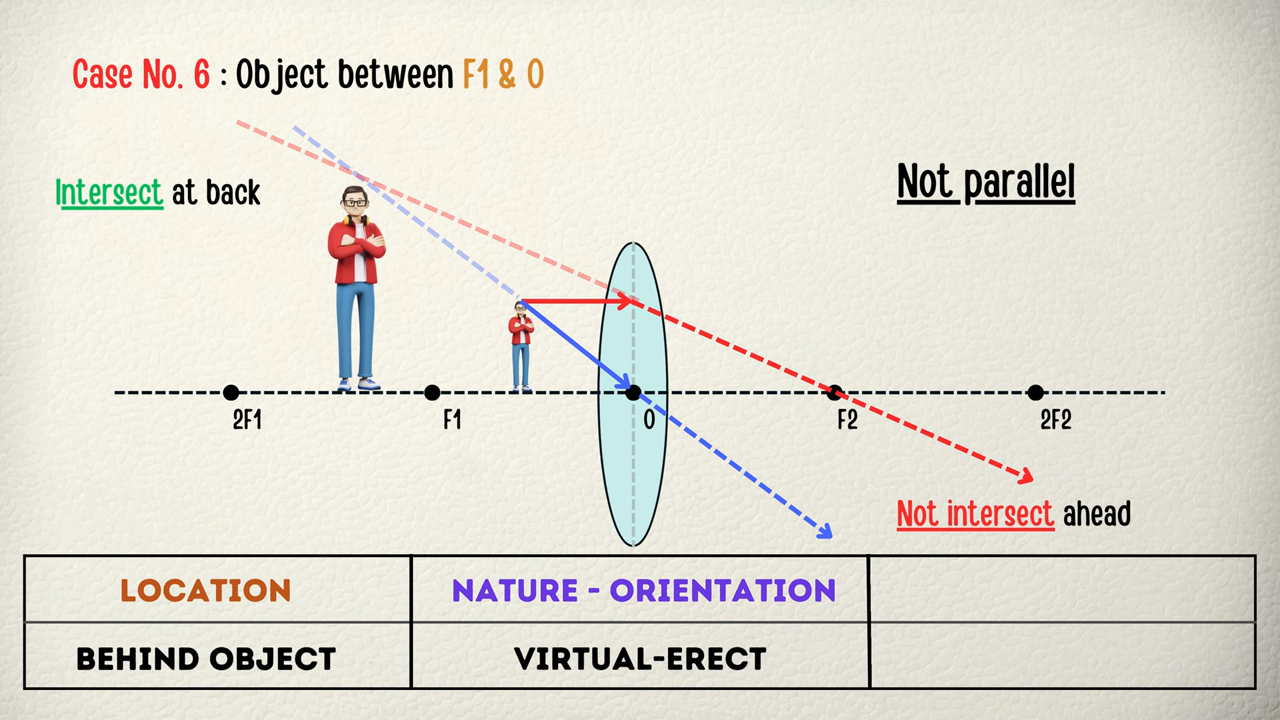 Case No. 6 : Object between F1 & O
Intersect at back
Not parallel
2F1
F1
O
F2
2F2
Not intersect ahead
LOCATION
NATURE - ORIENTATION
BEHIND OBJECT
VIRTUAL-ERECT